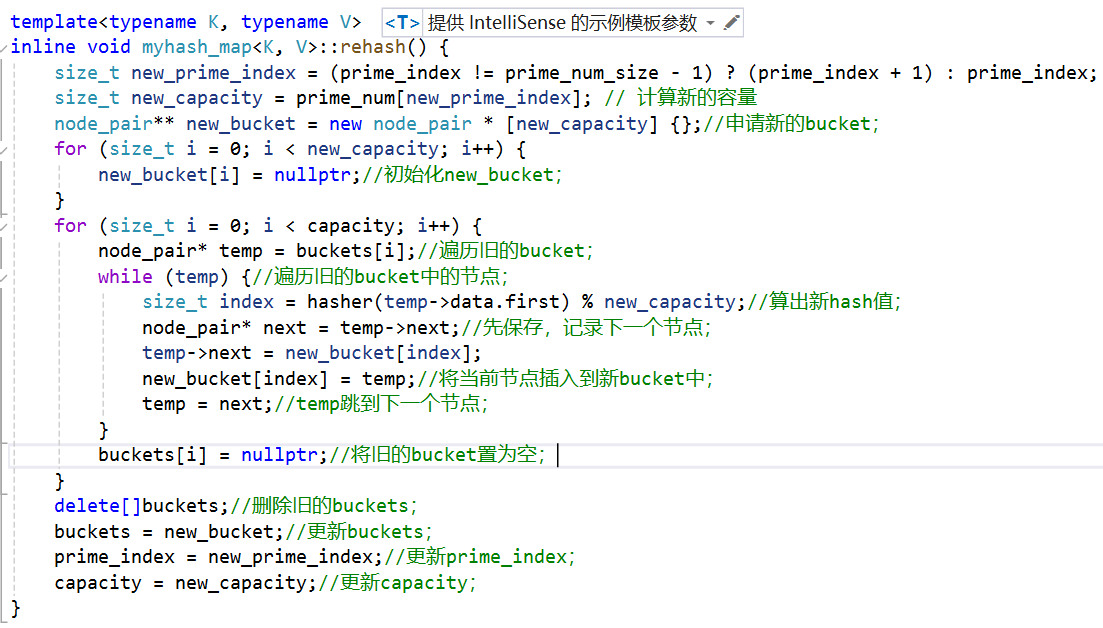 template<typename K, typename V> <T> 提供 IntelliSense 的示例模板参数
inline void myhash_map<K, V>::rehash() {
size_t new_prime_index = (prime_index != prime_num_size - 1) ? (prime_index + 1) : prime_index;
size_t new_capacity = prime_num[new_prime_index]; // 计算新的容量
node_pair** new_bucket = new node_pair * [new_capacity] {};//申请新的bucket;
for (size_t i = 0; i < new_capacity; i++) {
new_bucket[i] = nullptr;//初始化new_bucket;
}
for (size_t i = 0; i < capacity; i++) {
node_pair* temp = buckets[i];//遍历旧的bucket;
while (temp) {//遍历旧的bucket中的节点;
size_t index = hasher(temp->data.first) % new_capacity;//算出新hash值;
node_pair* next = temp->next;//先保存，记录下一个节点;
temp->next = new_bucket[index];
new_bucket[index] = temp;//将当前节点插入到新bucket中;
temp = next;//temp跳到下一个节点;
}
buckets[i] = nullptr;//将旧的bucket置为空;
}
delete[]buckets;//删除旧的buckets;
buckets = new_bucket;//更新buckets;
prime_index = new_prime_index;//更新prime_index;
capacity = new_capacity;//更新capacity;
}